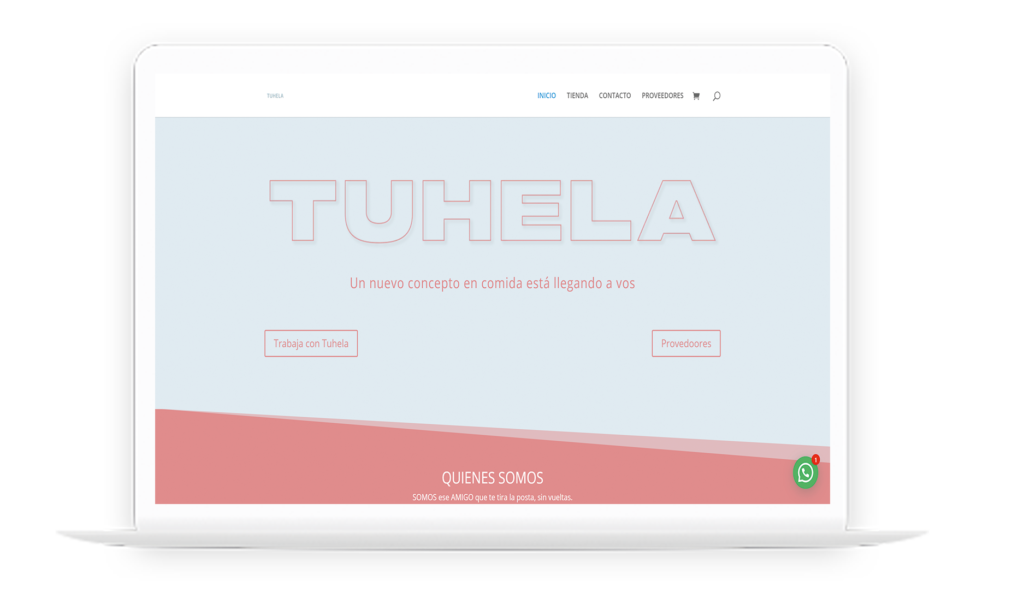 TUHELA
INICIO TIENDA CONTACTO PROVEEDORES
TUHELA
Un nuevo concepto en comida está llegando a vos
Trabaja con Tuhela
Provedoores
QUIENES SOMOS
SOMOS ese AMIGO que te tira la posta, sin vueltas.
1